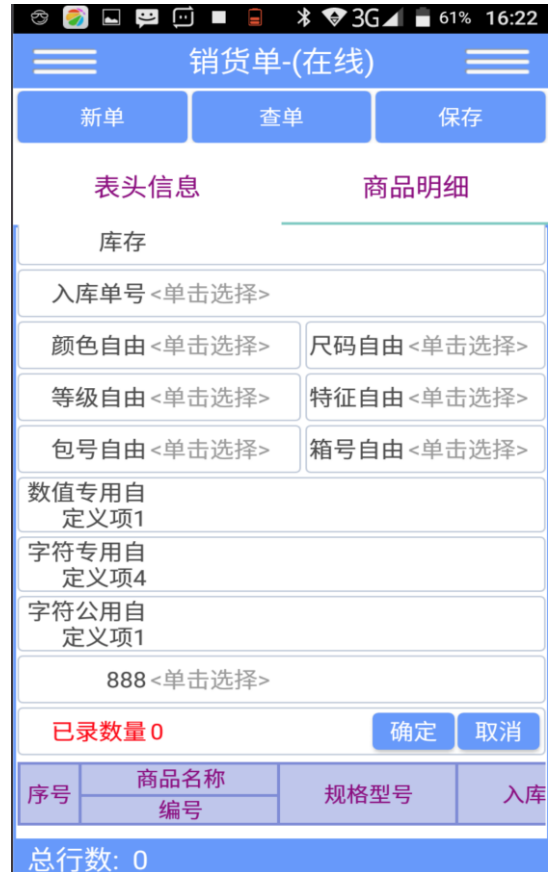 3G 61% 16:22
销货单-(在线)
新单 查单 保存
表头信息 商品明细
库存
入库单号 <单击选择>
颜色自由 <单击选择> 尺码自由 <单击选择>
等级自由 <单击选择> 特征自由 <单击选择>
包号自由 <单击选择> 箱号自由 <单击选择>
数值专用自
定义项1
字符专用自
定义项4
字符公用自
定义项1
888 <单击选择>
已录数量 0 确定 取消
序号 商品名称 规格型号 入库
编号
总行数: 0